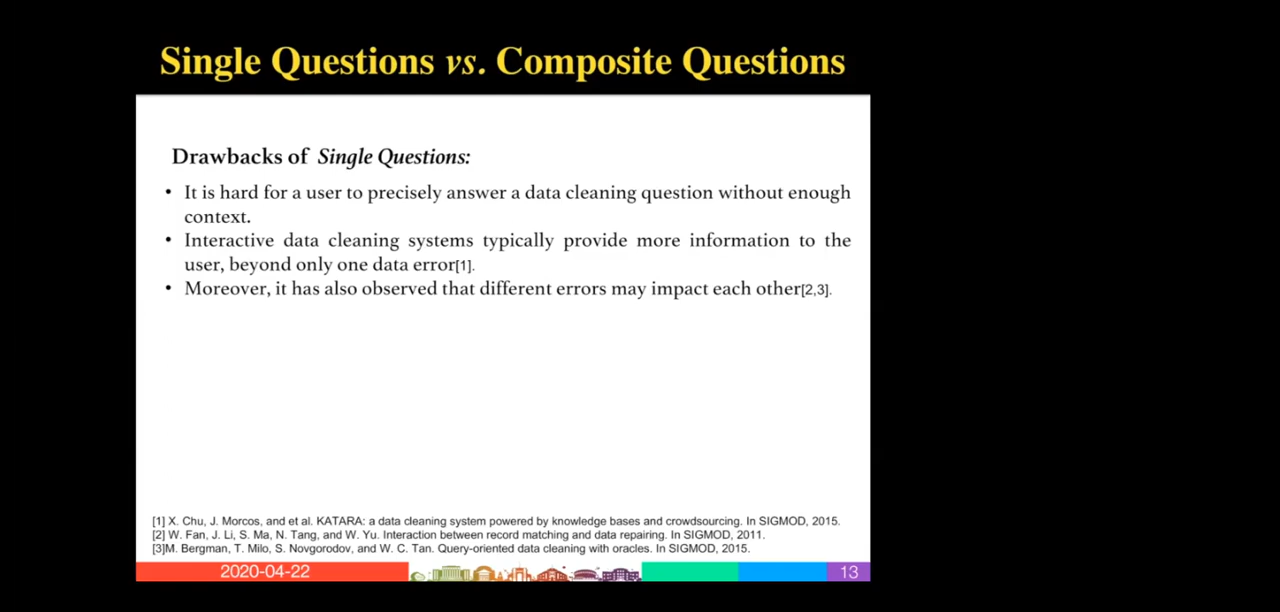 Single Questions vs. Composite Questions
Drawbacks of Single Questions:
• It is hard for a user to precisely answer a data cleaning question without enough
context.
• Interactive data cleaning systems typically provide more information to the
user, beyond only one data error[1].
• Moreover, it has also observed that different errors may impact each other[2,3].
[1] X. Chu, J. Morcos, and et al. KATARA: a data cleaning system powered by knowledge bases and crowdsourcing. In SIGMOD, 2015.
[2] W. Fan, J. Li, S. Ma, N. Tang, and W. Yu. Interaction between record matching and data repairing. In SIGMOD, 2011.
[3]M. Bergman, T. Milo, S. Novgorodov, and W. C. Tan. Query-oriented data cleaning with oracles. In SIGMOD, 2015.
2020-04-22
13